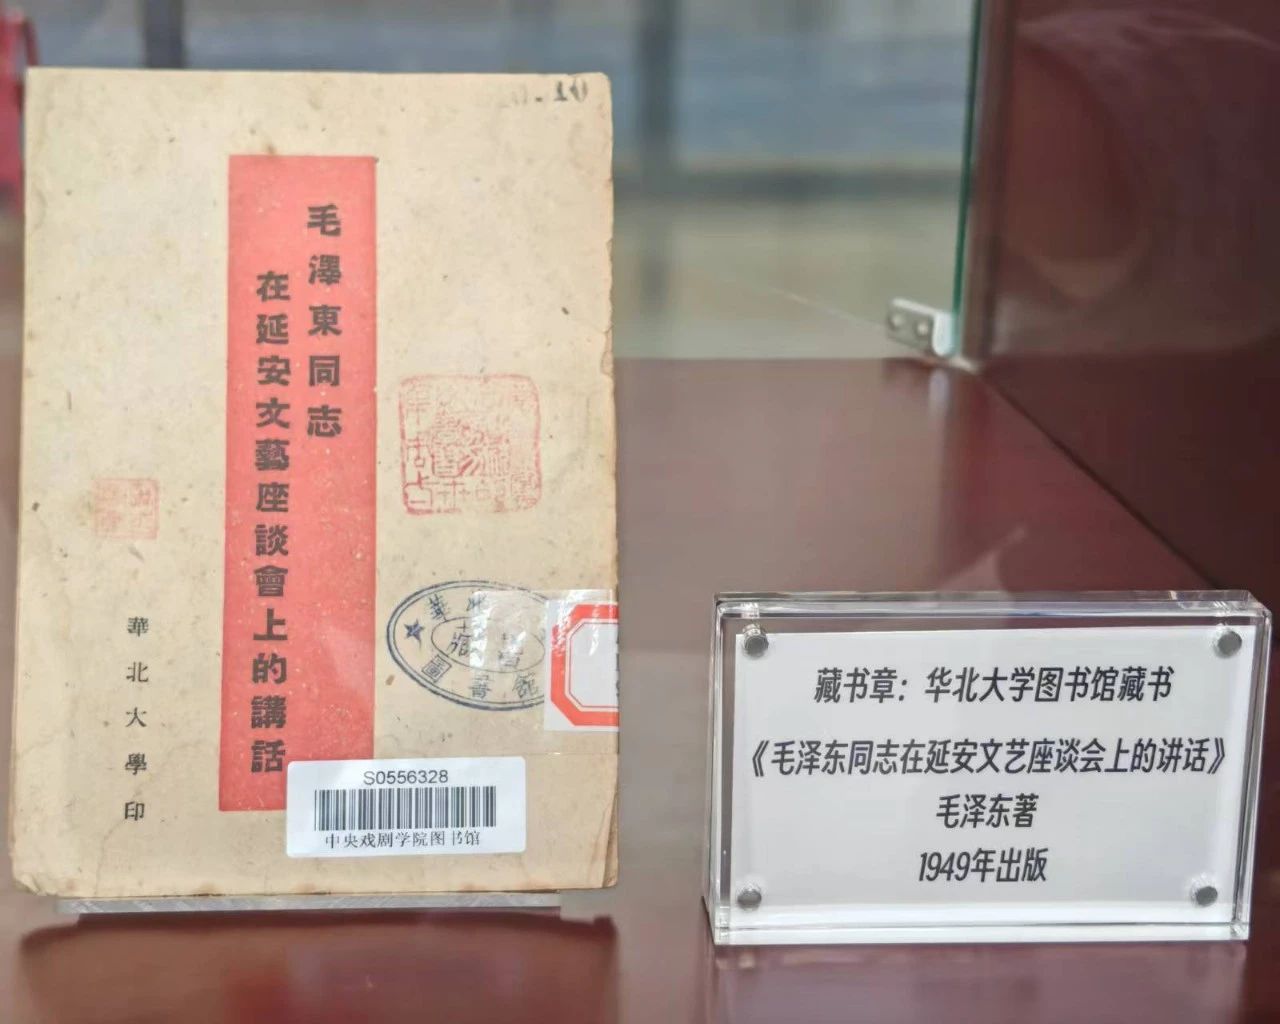 毛澤東同志
在延安文藝座談會上的講話
華北大學印
S0556328
中央戏剧学院图书馆
藏书章：华北大学图书馆藏书
《毛泽东同志在延安文艺座谈会上的讲话》
毛泽东著
1949年出版